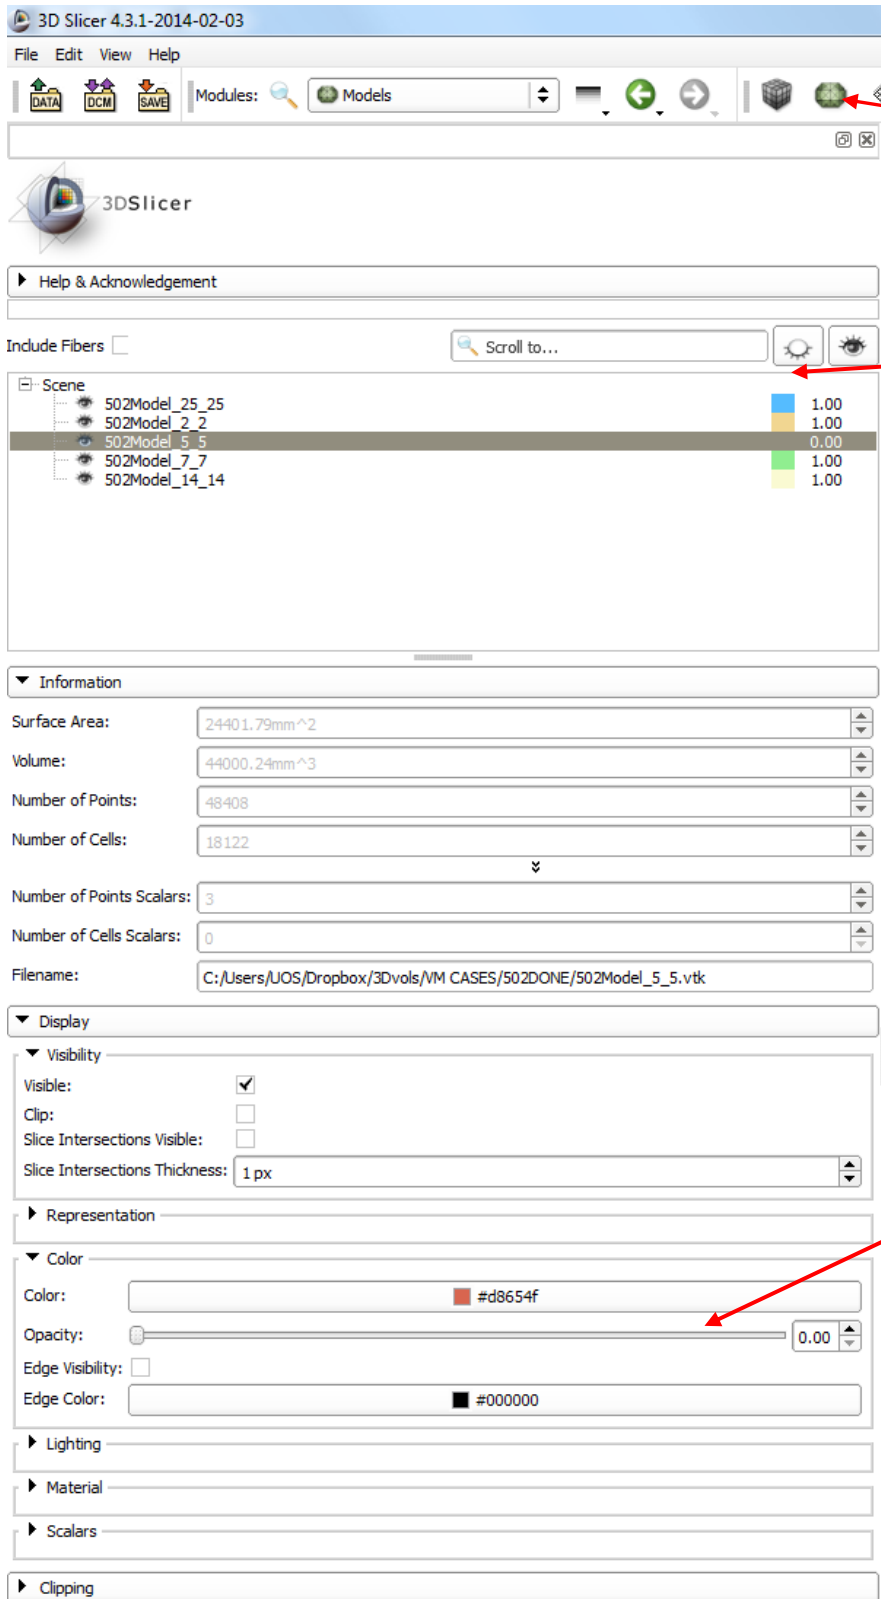 3D Slicer 4.3.1-2014-02-03
File Edit View Help
DATA DCM SAVE Modules: Models
3DSlicer
Help & Acknowledgement
Include Fibers Scroll to...
Scene
502Model_25_25 1.00
502Model_2_2 1.00
502Model_5_5 0.00
502Model_7_7 1.00
502Model_14_14 1.00
Information
Surface Area: 24401.79mm^2
Volume: 44000.24mm^3
Number of Points: 48408
Number of Cells: 18122
Number of Points Scalars: 3
Number of Cells Scalars: 0
Filename: C:/Users/UOS/Dropbox/3Dvols/VM CASES/502DONE/502Model_5_5.vtk
Display
Visibility
Visible:
Clip:
Slice Intersections Visible:
Slice Intersections Thickness: 1 px
Representation
Color
Color: #d8654f
Opacity: 0.00
Edge Visibility:
Edge Color: #000000
Lighting
Material
Scalars
Clipping